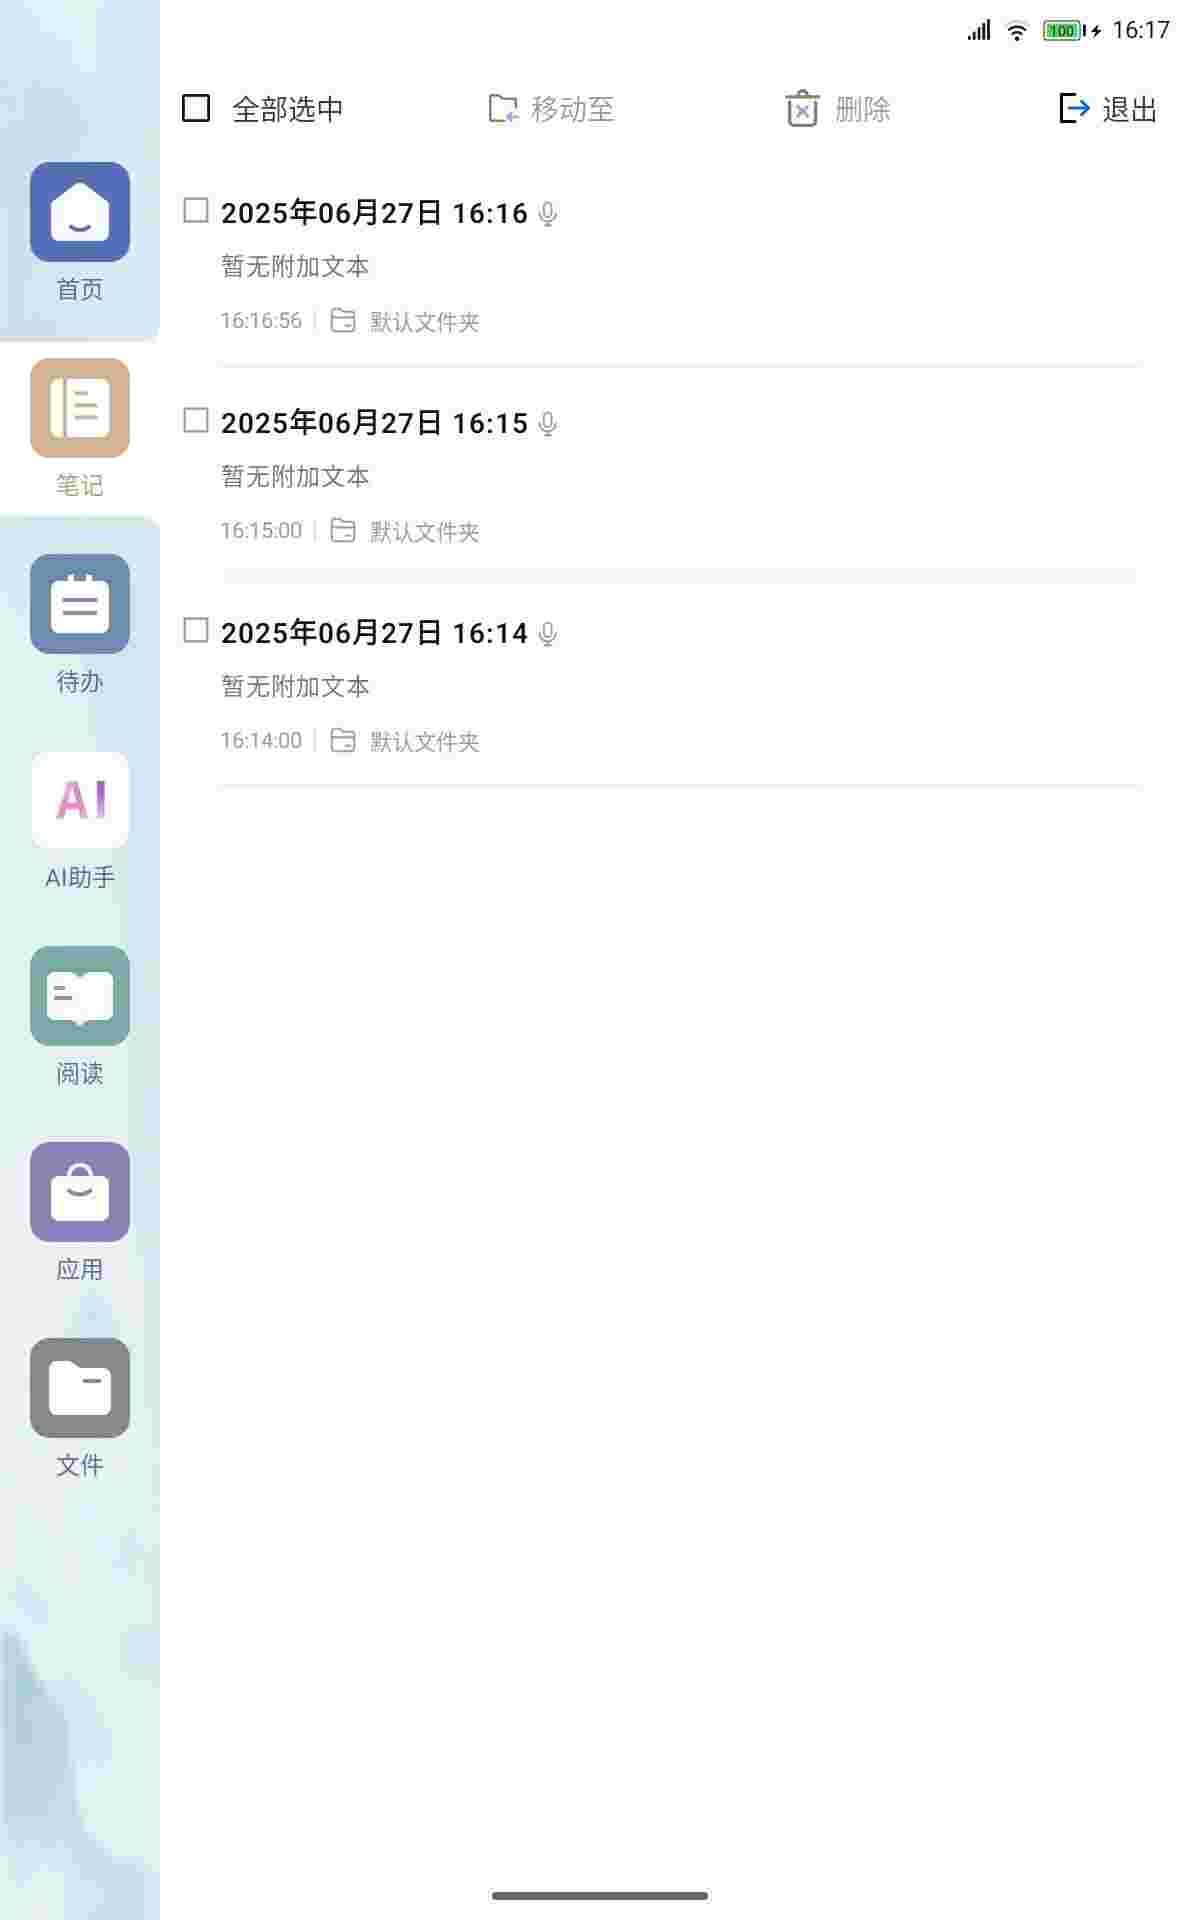 100 16:17
全部选中 移动至 删除 退出
2025年06月27日 16:16
暂无附加文本
16:16:56 默认文件夹
2025年06月27日 16:15
暂无附加文本
16:15:00 默认文件夹
2025年06月27日 16:14
暂无附加文本
16:14:00 默认文件夹
首页
笔记
待办
AI
AI助手
阅读
应用
文件